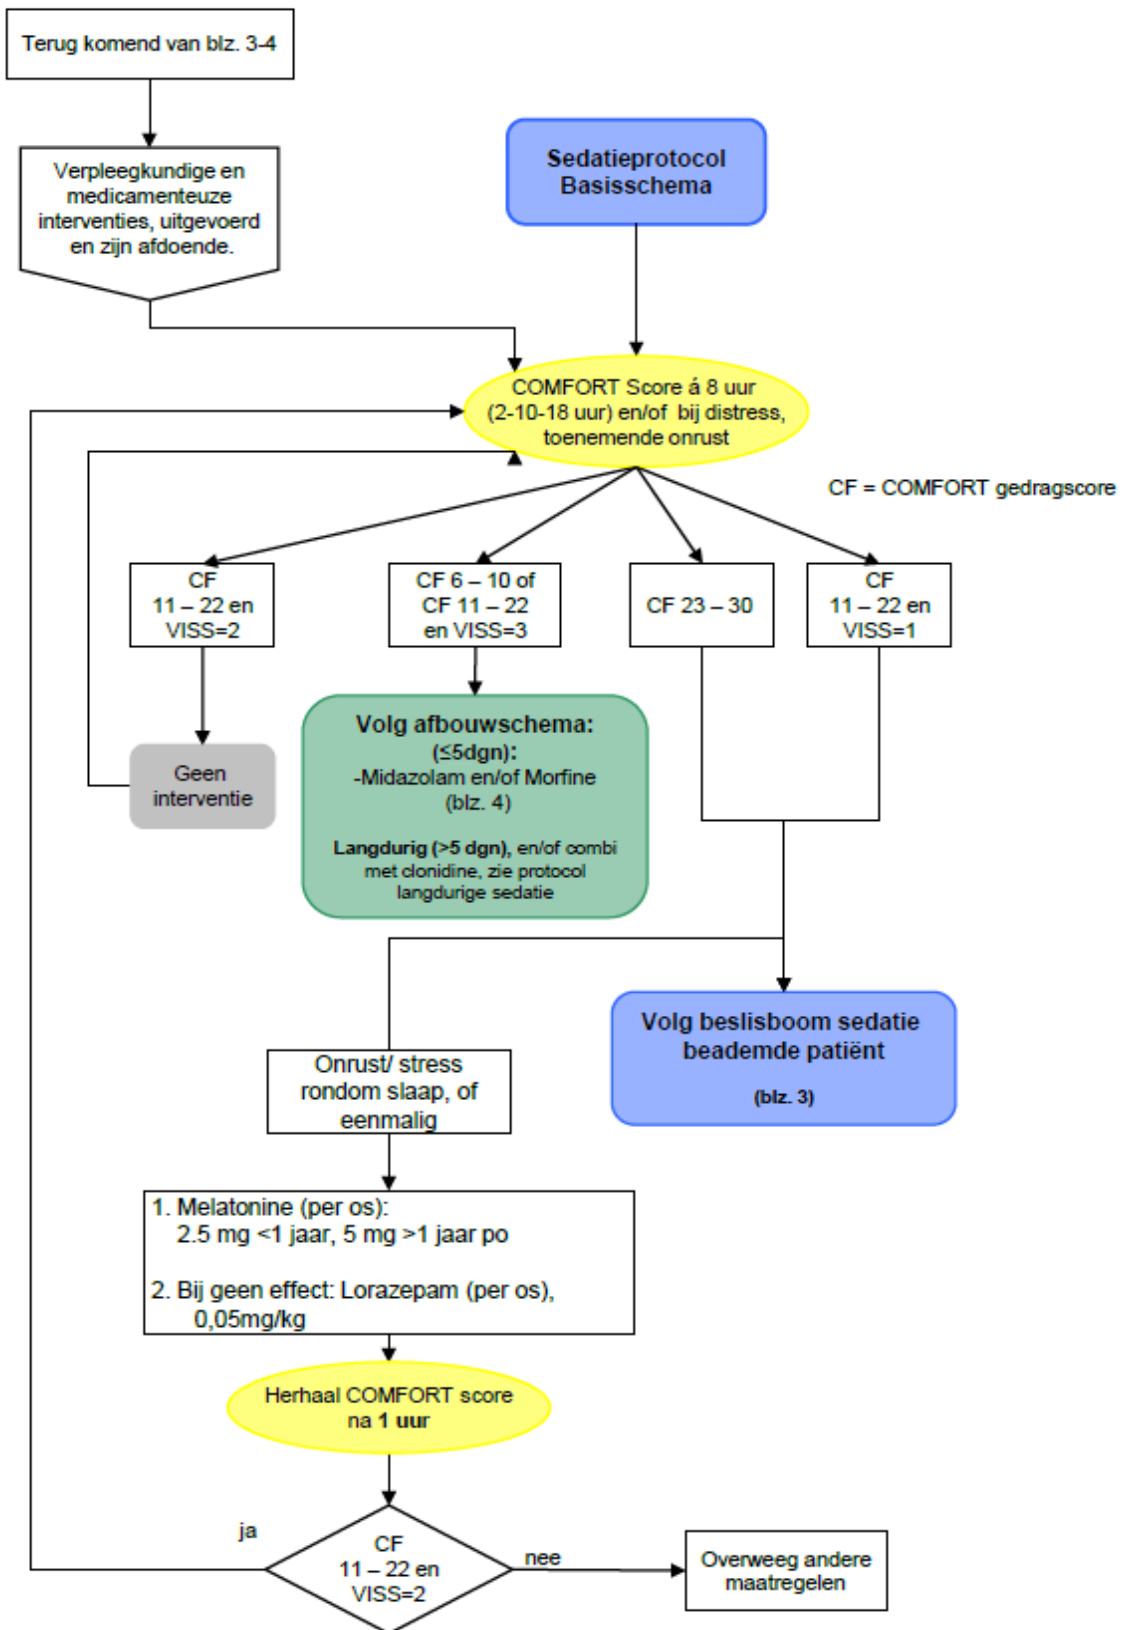 Terug komend van blz. 3-4
Verpleegkundige en
medicamenteuze
interventies, uitgevoerd
en zijn afdoende.
Sedatieprotocol
Basisschema
COMFORT Score á 8 uur
(2-10-18 uur) en/of bij distress,
toenemende onrust
CF = COMFORT gedragscore
CF
11 – 22 en
VISS=2
CF 6 – 10 of
CF 11 – 22
en VISS=3
CF 23 – 30
CF
11 – 22 en
VISS=1
Geen
interventie
Volg afbouwschema:
(≤5dgn):
-Midazolam en/of Morfine
(blz. 4)
Langdurig (>5 dgn), en/of combi
met clonidine, zie protocol
langdurige sedatie
Volg beslisboom sedatie
beademde patiënt
(blz. 3)
Onrust/ stress
rondom slaap, of
eenmalig
1. Melatonine (per os):
2.5 mg <1 jaar, 5 mg >1 jaar po
2. Bij geen effect: Lorazepam (per os),
0,05mg/kg
Herhaal COMFORT score
na 1 uur
ja
CF
11 – 22 en
VISS=2
nee
Overweeg andere
maatregelen